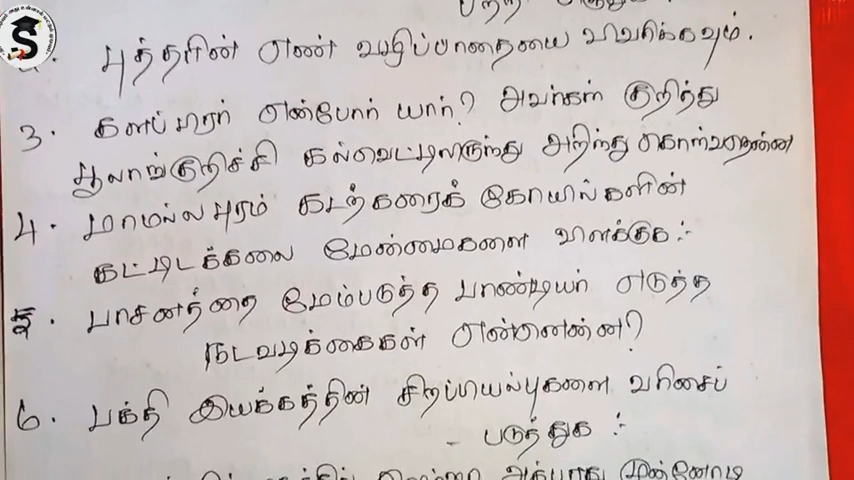 புத்தரின் எண் வழிப்பாதையை விவரிக்கவும்.
3. களப்பிரர் என்போர் யார்? அவர்கள் குறித்து
பூலாங்குறிச்சி கல்வெட்டிலிருந்து அறிந்து கொள்வதென்ன
4. மாமல்லபுரம் கடற்கரைக் கோயில்களின்
கட்டிடக்கலை மேன்மைகளை விளக்குக :-
5. பாசனத்தை மேம்படுத்த பாண்டியர் எடுத்த
நடவடிக்கைகள் என்னென்ன?
6. பக்தி இயக்கத்தின் சிறப்பியல்புகளை வரிசைப்
- படுத்துக :-